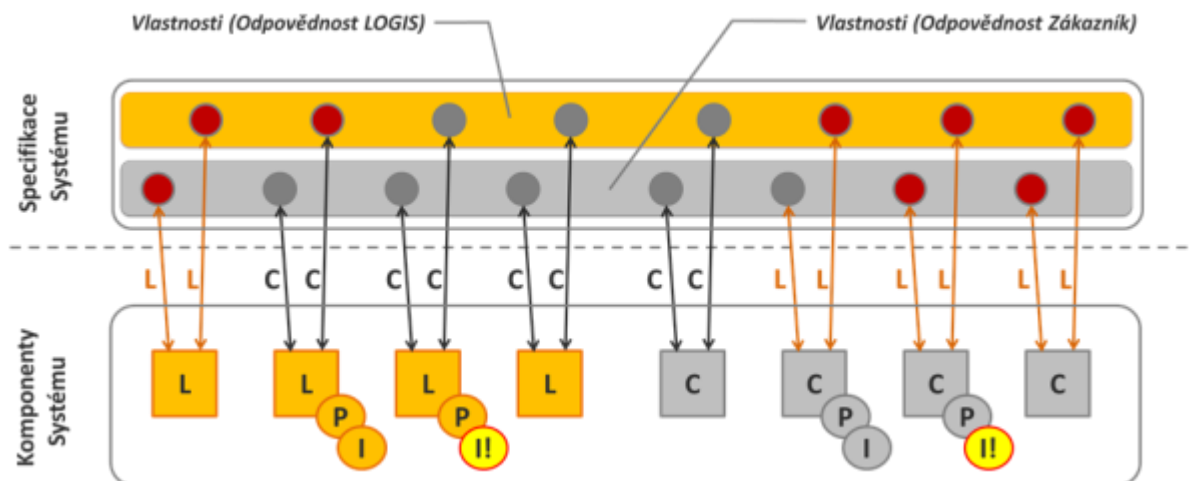 Vlastnosti (Odpovědnost LOGIS)
Vlastnosti (Odpovědnost Zákazník)
Specifikace
Systému
L L C C C C C C L L L L L L
Komponenty
Systému
L L L L C C C C
P P P P
I I! I I!